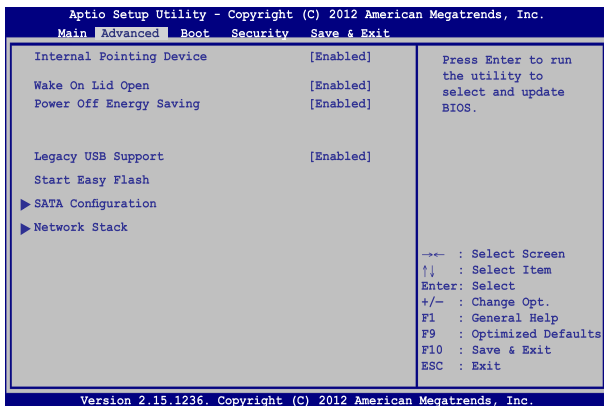 Aptio Setup Utility - Copyright (C) 2012 American Megatrends, Inc.
Main Advanced Boot Security Save & Exit
Internal Pointing Device [Enabled]
Wake On Lid Open [Enabled]
Power Off Energy Saving [Enabled]
Legacy USB Support [Enabled]
Start Easy Flash
SATA Configuration
Network Stack
Press Enter to run
the utility to
select and update
BIOS.
→← : Select Screen
↑↓ : Select Item
Enter: Select
+/— : Change Opt.
F1 : General Help
F9 : Optimized Defaults
F10 : Save & Exit
ESC : Exit
Version 2.15.1236. Copyright (C) 2012 American Megatrends, Inc.